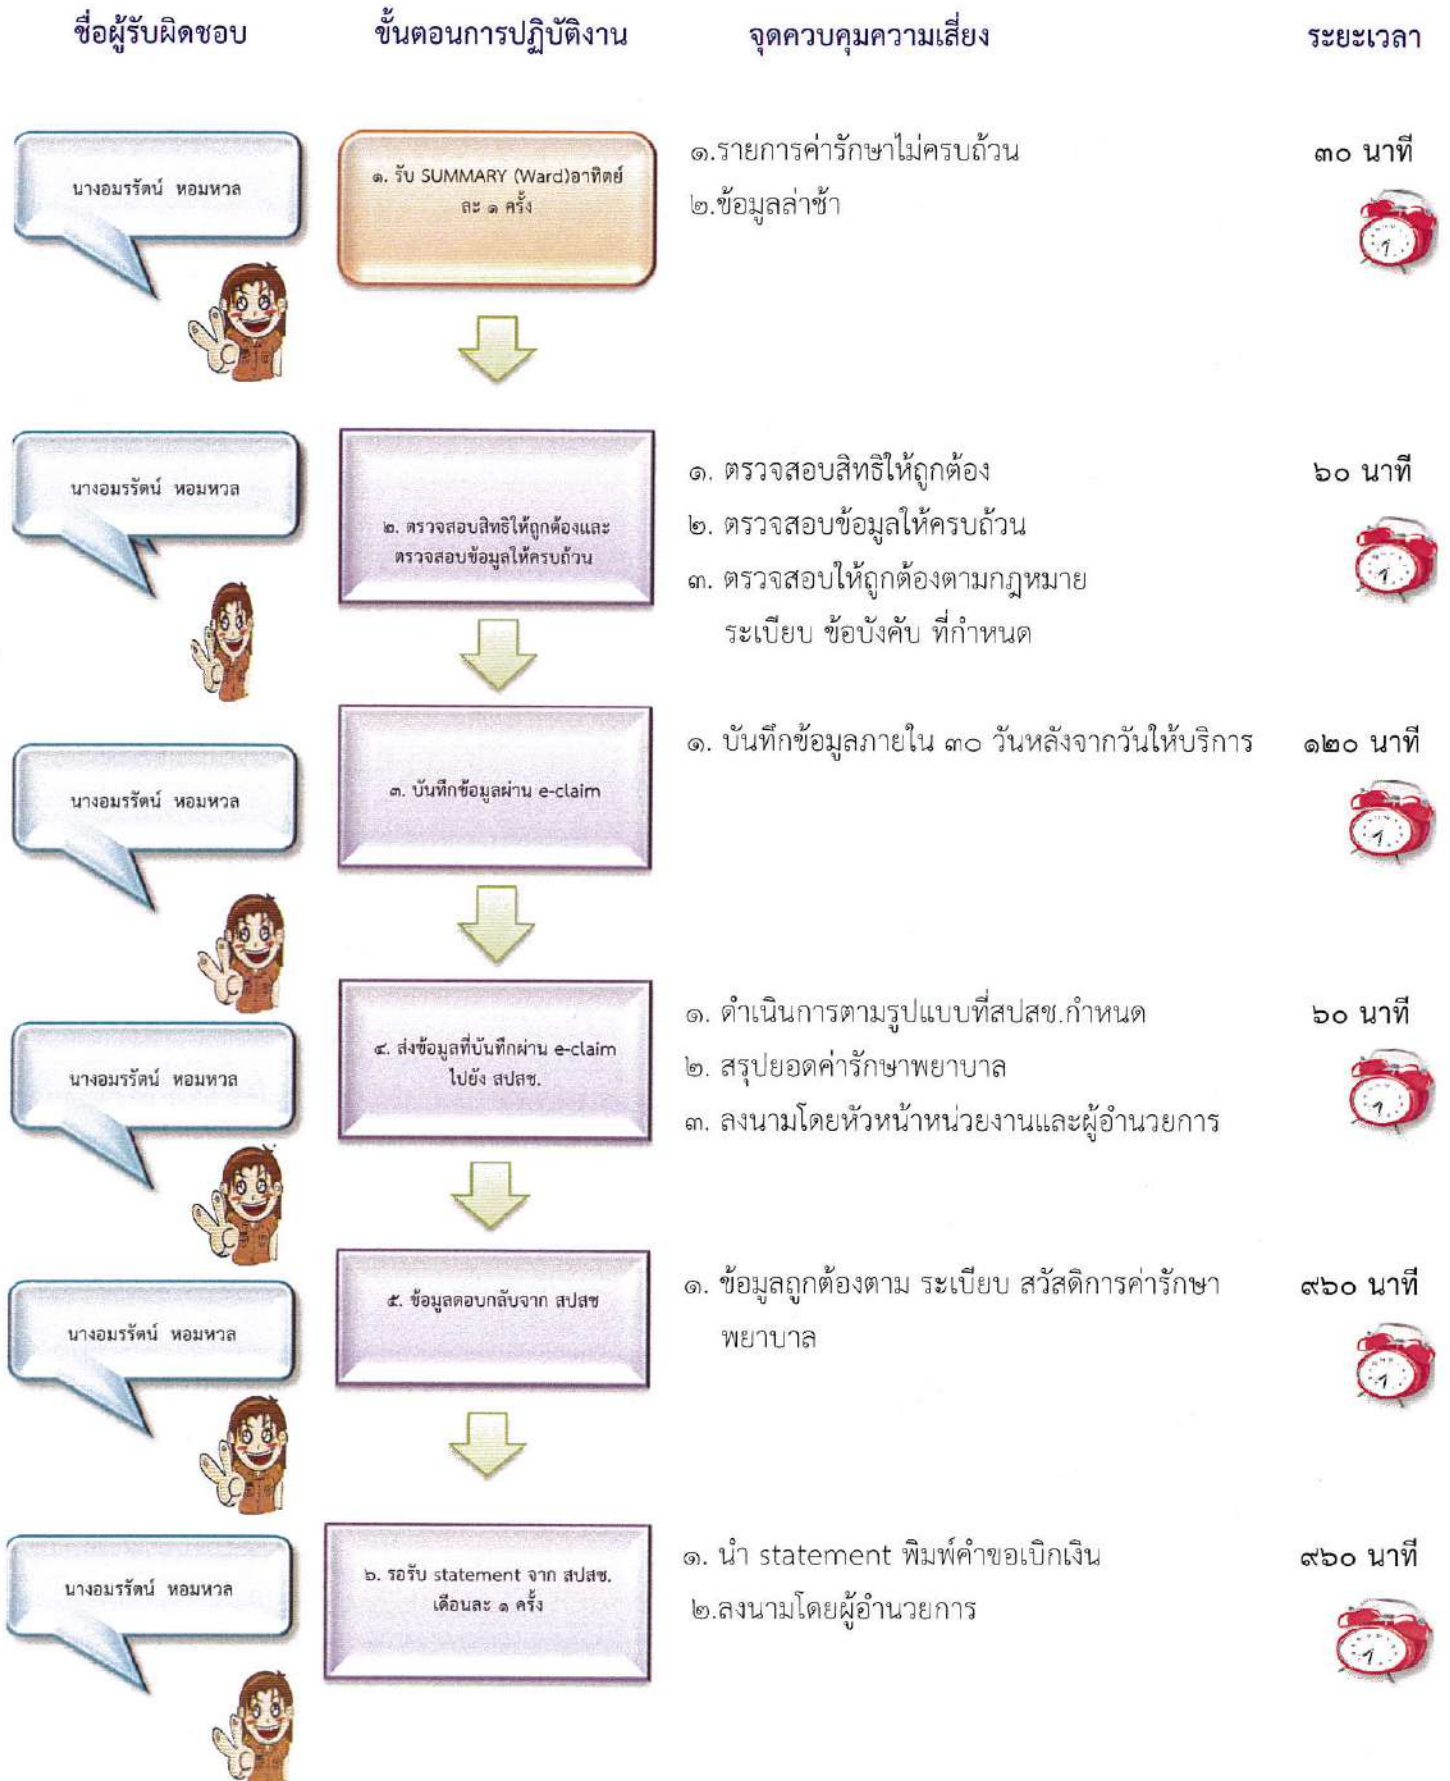 ชื่อผู้รับผิดชอบ ขั้นตอนการปฏิบัติงาน จุดควบคุมความเสี่ยง ระยะเวลา
นางอมรรัตน์ หอมหวล
๑. รับ SUMMARY (Ward)อาทิตย์
ละ ๑ ครั้ง
๑.รายการค่ารักษาไม่ครบถ้วน
๒.ข้อมูลล่าช้า
๓๐ นาที
นางอมรรัตน์ หอมหวล
๒. ตรวจสอบสิทธิให้ถูกต้องและ
ตรวจสอบข้อมูลให้ครบถ้วน
๑. ตรวจสอบสิทธิให้ถูกต้อง
๒. ตรวจสอบข้อมูลให้ครบถ้วน
๓. ตรวจสอบให้ถูกต้องตามกฎหมาย
ระเบียบ ข้อบังคับ ที่กำหนด
๖๐ นาที
นางอมรรัตน์ หอมหวล
๓. บันทึกข้อมูลผ่าน e-claim
๑. บันทึกข้อมูลภายใน ๓๐ วันหลังจากวันให้บริการ
๑๒๐ นาที
นางอมรรัตน์ หอมหวล
๔. ส่งข้อมูลที่บันทึกผ่าน e-claim
ไปยัง สปสช.
๑. ดำเนินการตามรูปแบบที่สปสช.กำหนด
๒. สรุปยอดค่ารักษาพยาบาล
๓. ลงนามโดยหัวหน้าหน่วยงานและผู้อำนวยการ
๖๐ นาที
นางอมรรัตน์ หอมหวล
๕. ข้อมูลตอบกลับจาก สปสช
๑. ข้อมูลถูกต้องตาม ระเบียบ สวัสดิการค่ารักษา
พยาบาล
๙๖๐ นาที
นางอมรรัตน์ หอมหวล
๖. รอรับ statement จาก สปสช.
เดือนละ ๑ ครั้ง
๑. นำ statement พิมพ์คำขอเบิกเงิน
๒.ลงนามโดยผู้อำนวยการ
๙๖๐ นาที